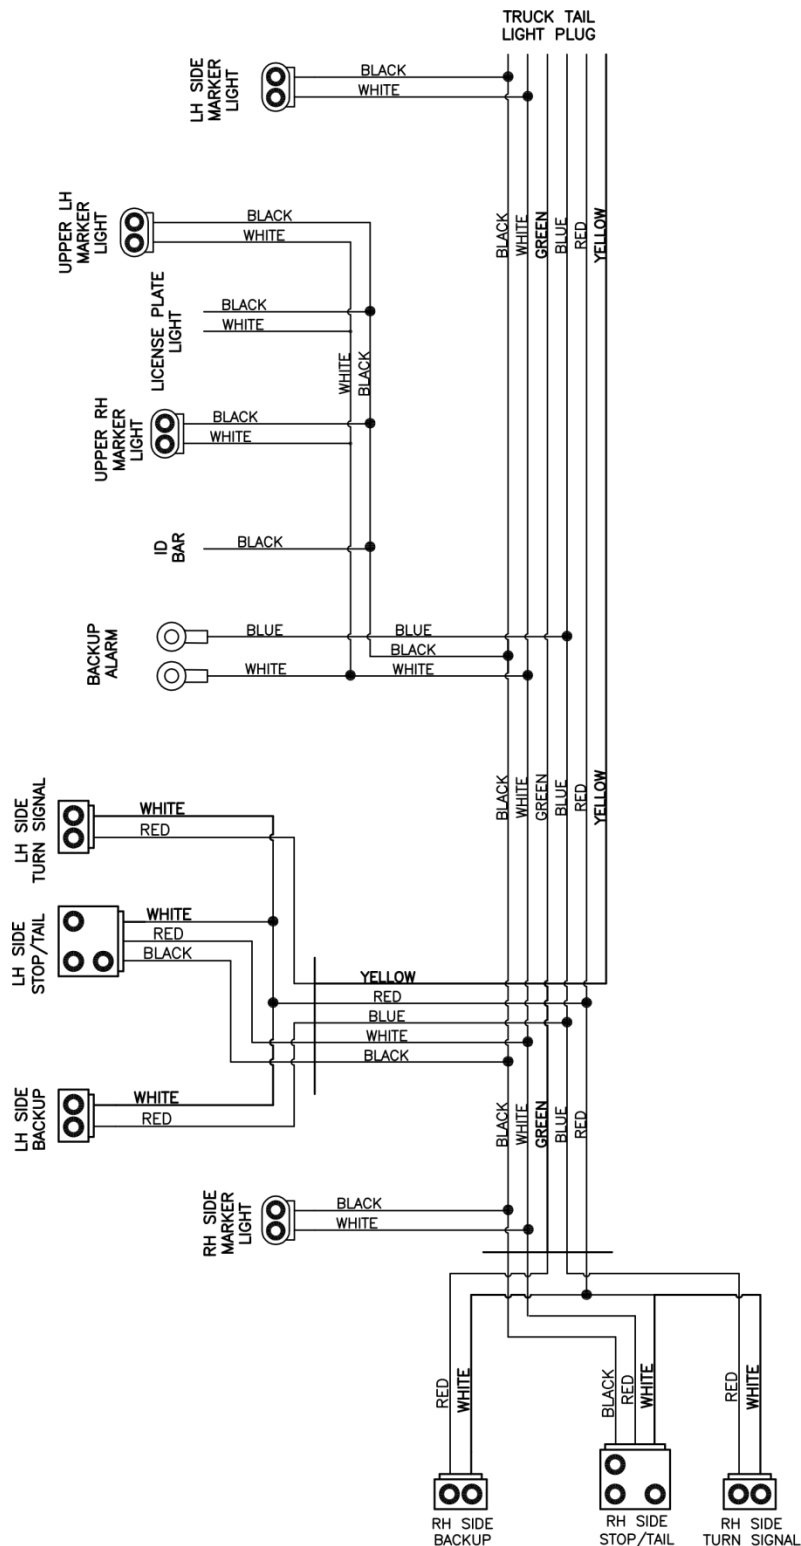 TRUCK TAIL
LIGHT PLUG
LH SIDE
MARKER
LIGHT
BLACK
WHITE
UPPER LH
MARKER
LIGHT
BLACK
WHITE
BLACK
WHITE
GREEN
BLUE
RED
YELLOW
LICENSE PLATE
LIGHT
BLACK
WHITE
WHITE
BLACK
UPPER RH
MARKER
LIGHT
BLACK
WHITE
ID
BAR
BLACK
BACKUP
ALARM
BLUE
BLUE
BLACK
WHITE
WHITE
BLACK
WHITE
GREEN
BLUE
RED
YELLOW
LH SIDE
TURN SIGNAL
WHITE
RED
LH SIDE
STOP/TAIL
WHITE
RED
BLACK
YELLOW
RED
BLUE
WHITE
BLACK
LH SIDE
BACKUP
WHITE
RED
BLACK
WHITE
GREEN
BLUE
RED
RH SIDE
MARKER
LIGHT
BLACK
WHITE
RED
WHITE
BLACK
RED
WHITE
RED
WHITE
RH SIDE
BACKUP
RH SIDE
STOP/TAIL
RH SIDE
TURN SIGNAL